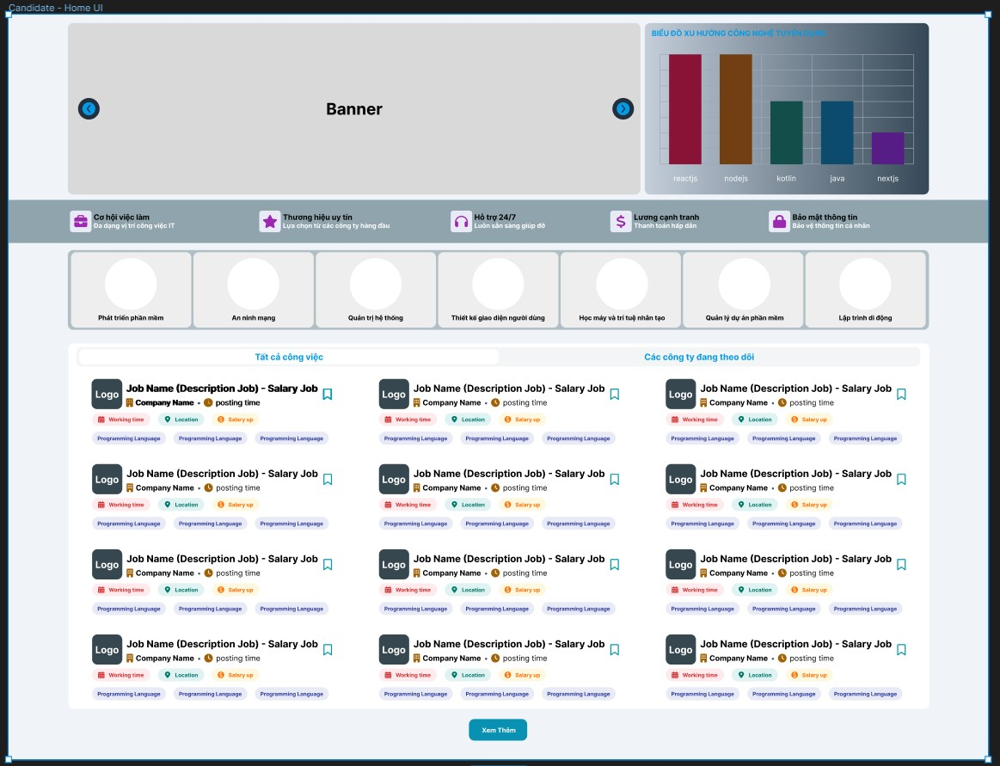 Candidate - Home UI
Banner
BIỂU ĐỒ XU HƯỚNG CÔNG NGHỆ TUYỂN DỤNG
reactjs nodejs kotlin java nextjs
Cơ hội việc làm
Đa dạng vị trí công việc IT
Thương hiệu uy tín
Lựa chọn từ các công ty hàng đầu
Hỗ trợ 24/7
Luôn sẵn sàng giúp đỡ
Lương cạnh tranh
Thanh toán hấp dẫn
Bảo mật thông tin
Bảo vệ thông tin cá nhân
Phát triển phần mềm
An ninh mạng
Quản trị hệ thống
Thiết kế giao diện người dùng
Học máy và trí tuệ nhân tạo
Quản lý dự án phần mềm
Lập trình di động
Tất cả công việc
Các công ty đang theo dõi
Logo Job Name (Description Job) - Salary Job Logo Job Name (Description Job) - Salary Job Logo Job Name (Description Job) - Salary Job
Company Name • posting time Company Name • posting time Company Name • posting time
Working time Location Salary up Working time Location Salary up Working time Location Salary up
Programming Language Programming Language Programming Language Programming Language Programming Language Programming Language Programming Language Programming Language Programming Language
Logo Job Name (Description Job) - Salary Job Logo Job Name (Description Job) - Salary Job Logo Job Name (Description Job) - Salary Job
Company Name • posting time Company Name • posting time Company Name • posting time
Working time Location Salary up Working time Location Salary up Working time Location Salary up
Programming Language Programming Language Programming Language Programming Language Programming Language Programming Language Programming Language Programming Language Programming Language
Logo Job Name (Description Job) - Salary Job Logo Job Name (Description Job) - Salary Job Logo Job Name (Description Job) - Salary Job
Company Name • posting time Company Name • posting time Company Name • posting time
Working time Location Salary up Working time Location Salary up Working time Location Salary up
Programming Language Programming Language Programming Language Programming Language Programming Language Programming Language Programming Language Programming Language Programming Language
Logo Job Name (Description Job) - Salary Job Logo Job Name (Description Job) - Salary Job Logo Job Name (Description Job) - Salary Job
Company Name • posting time Company Name • posting time Company Name • posting time
Working time Location Salary up Working time Location Salary up Working time Location Salary up
Programming Language Programming Language Programming Language Programming Language Programming Language Programming Language Programming Language Programming Language Programming Language
Xem Thêm